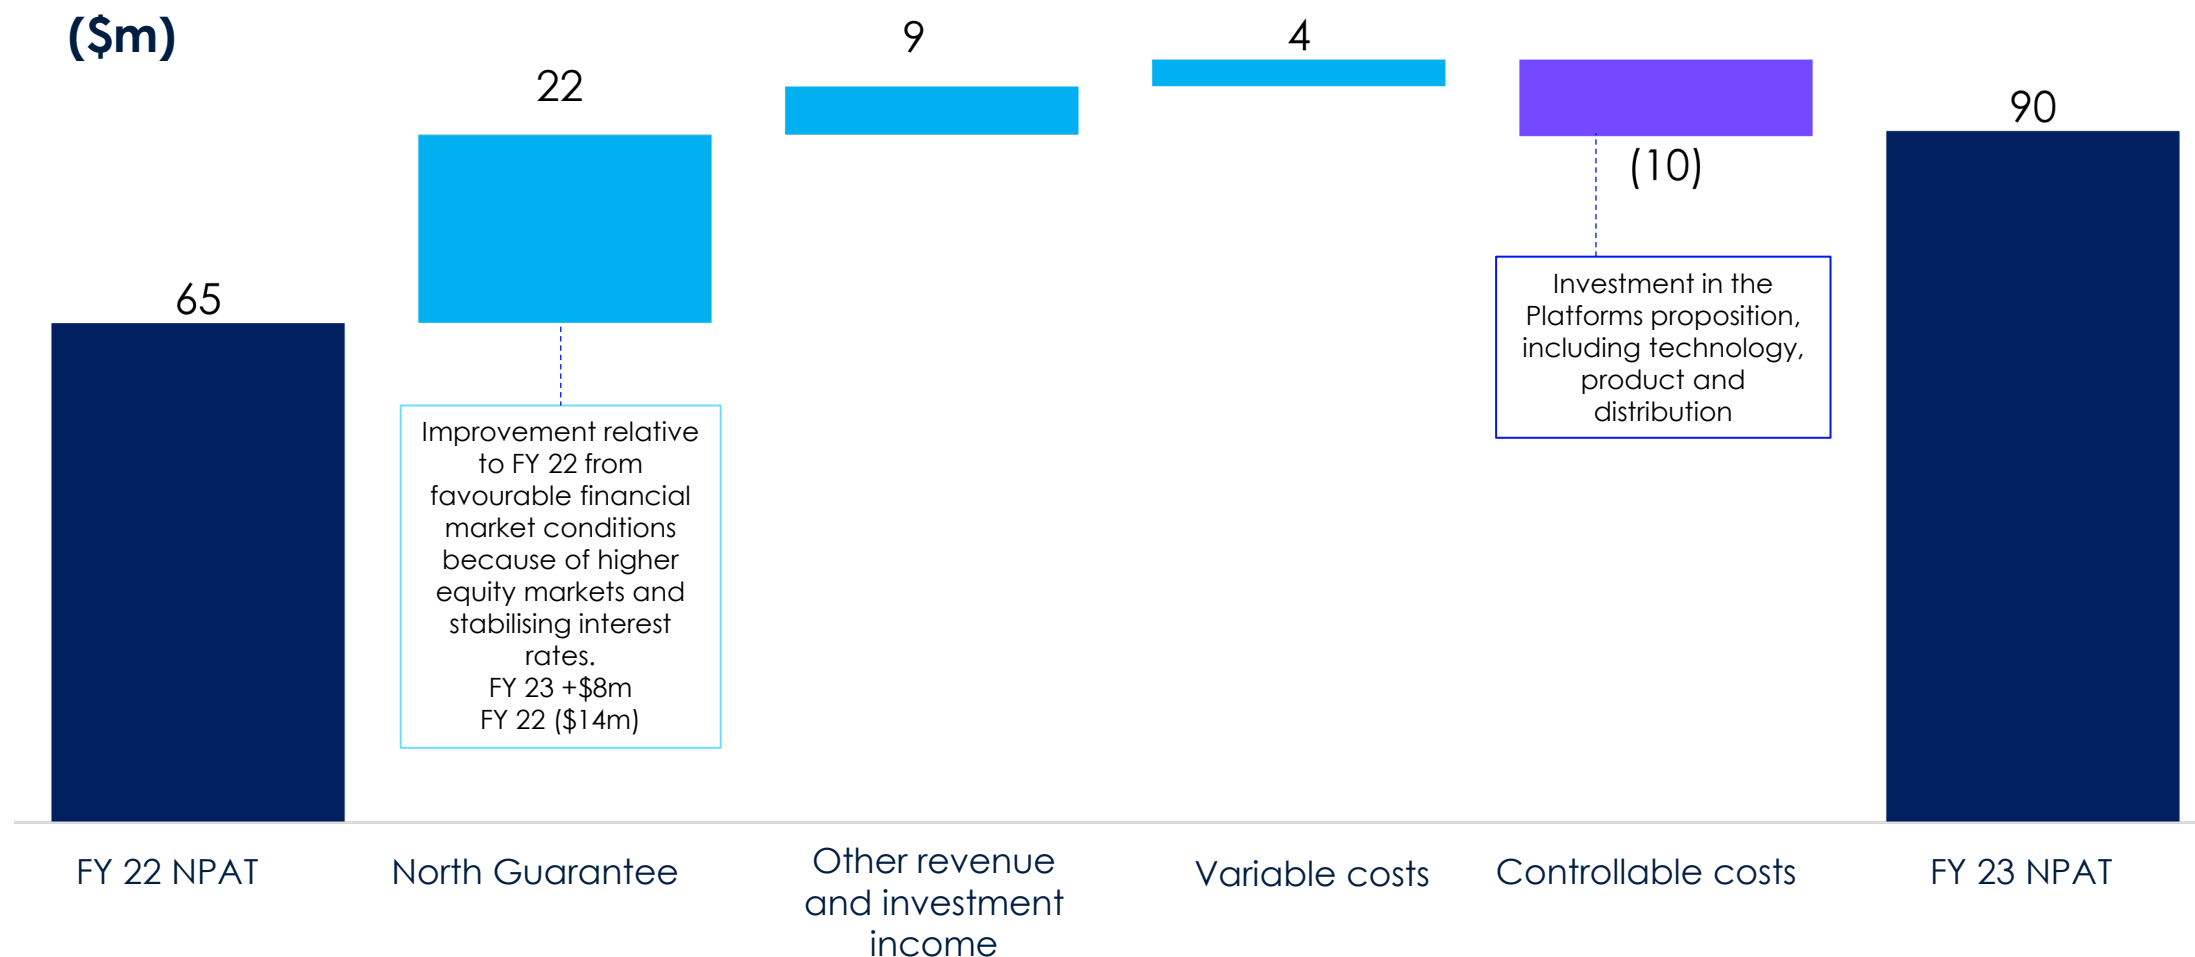 ($m)
65
22
9
4
(10)
90
Improvement relative
to FY 22 from
favourable financial
market conditions
because of higher
equity markets and
stabilising interest
rates.
FY 23 +$8m
FY 22 ($14m)
Investment in the
Platforms proposition,
including technology,
product and
distribution
FY 22 NPAT
North Guarantee
Other revenue
and investment
income
Variable costs
Controllable costs
FY 23 NPAT